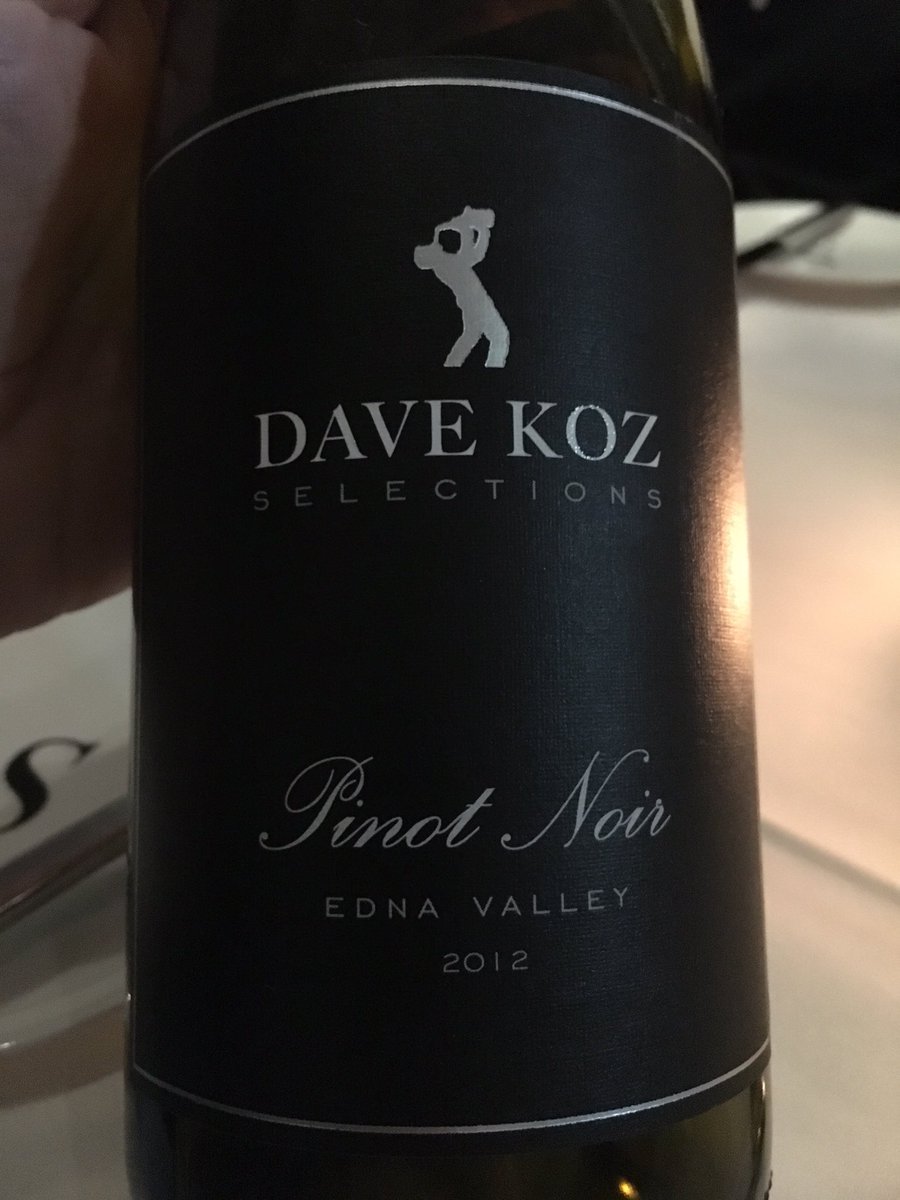 DAVE KOZ
SELECTIONS
Pinot Noir
EDNA VALLEY
2012
S